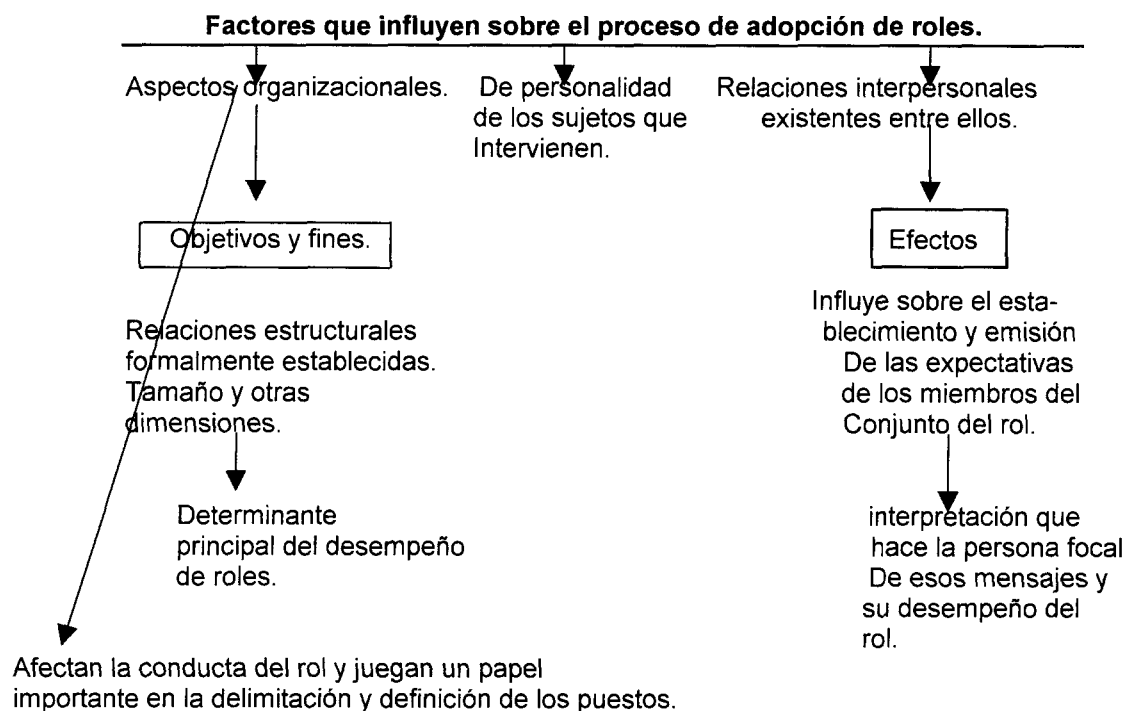 Factores que influyen sobre el proceso de adopción de roles.
Aspectos organizacionales.
De personalidad
de los sujetos que
Intervienen.
Relaciones interpersonales
existentes entre ellos.
Objetivos y fines.
Relaciones estructurales
formalmente establecidas.
Tamaño y otras
dimensiones.
Determinante
principal del desempeño
de roles.
Afectan la conducta del rol y juegan un papel
importante en la delimitación y definición de los puestos.
Efectos
Influye sobre el esta-
blecimiento y emisión
De las expectativas
de los miembros del
Conjunto del rol.
interpretación que
hace la persona focal
De esos mensajes y
su desempeño del
rol.